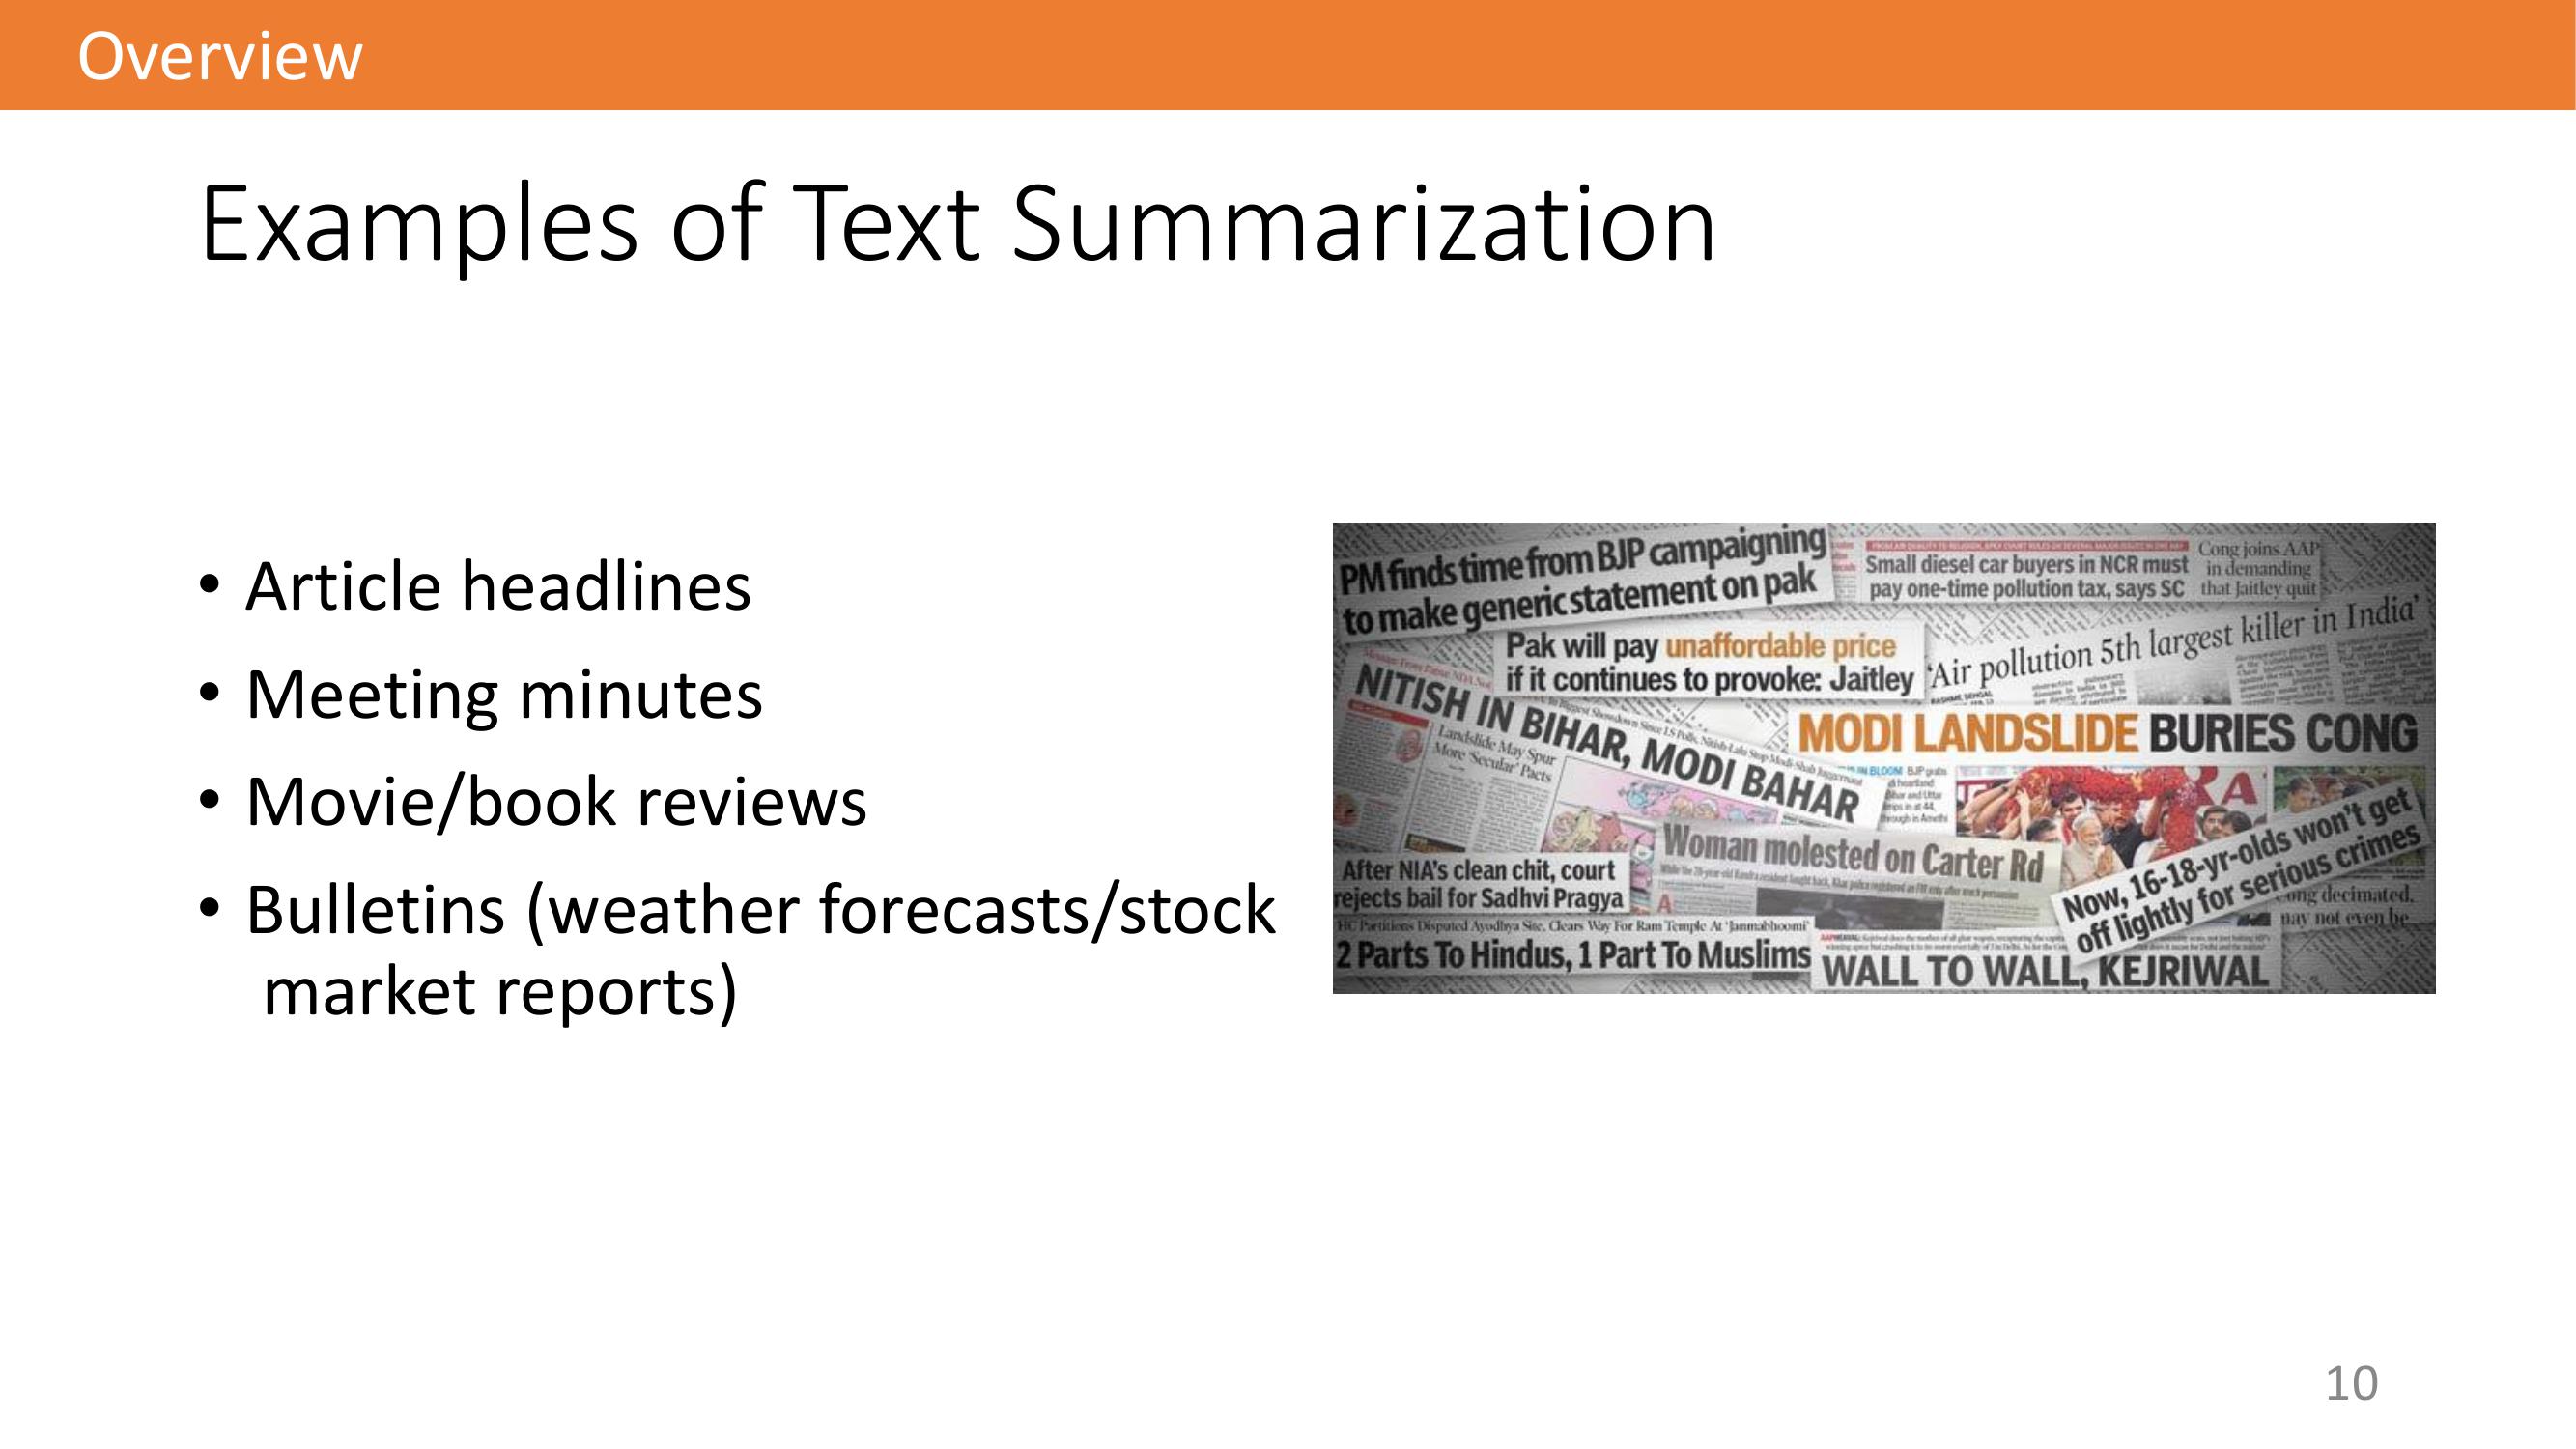 Overview
Examples of Text Summarization
• Article headlines
• Meeting minutes
• Movie/book reviews
• Bulletins (weather forecasts/stock
market reports)
PM finds time from BJP campaigning
to make generic statement on pak
Small diesel car buyers in NCR must
pay one-time pollution tax, says SC
Cong joins AAP
in demanding
that Jaitley quit
Pak will pay unaffordable price
if it continues to provoke: Jaitley
'Air pollution 5th largest killer in India'
NITISH IN BIHAR, MODI BAHAR
Landslide May Spur
More 'Secular' Pacts
MODI LANDSLIDE BURIES CONG
Woman molested on Carter Rd
After NIA's clean chit, court
rejects bail for Sadhvi Pragya
Now, 16-18-yr-olds won't get
off lightly for serious crimes
ong decimated,
may not even be
HC Partitions Disputed Ayodhya Site, Clears Way For Ram Temple At 'Janmabhoomi'
2 Parts To Hindus, 1 Part To Muslims
WALL TO WALL, KEJRIWAL
10